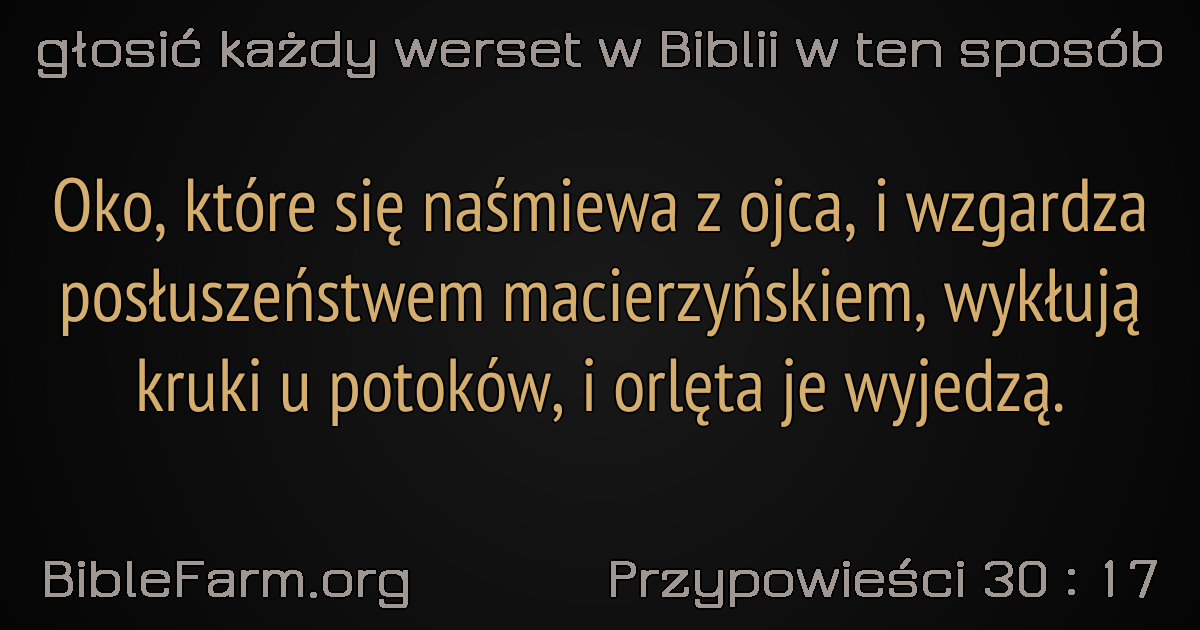 głosić każdy werset w Biblii w ten sposób
Oko, które się naśmiewa z ojca, i wzgardza
posłuszeństwem macierzyńskiem, wykłują
kruki u potoków, i orlęta je wyjedzą.
BibleFarm.org
Przypowieści 30 : 17